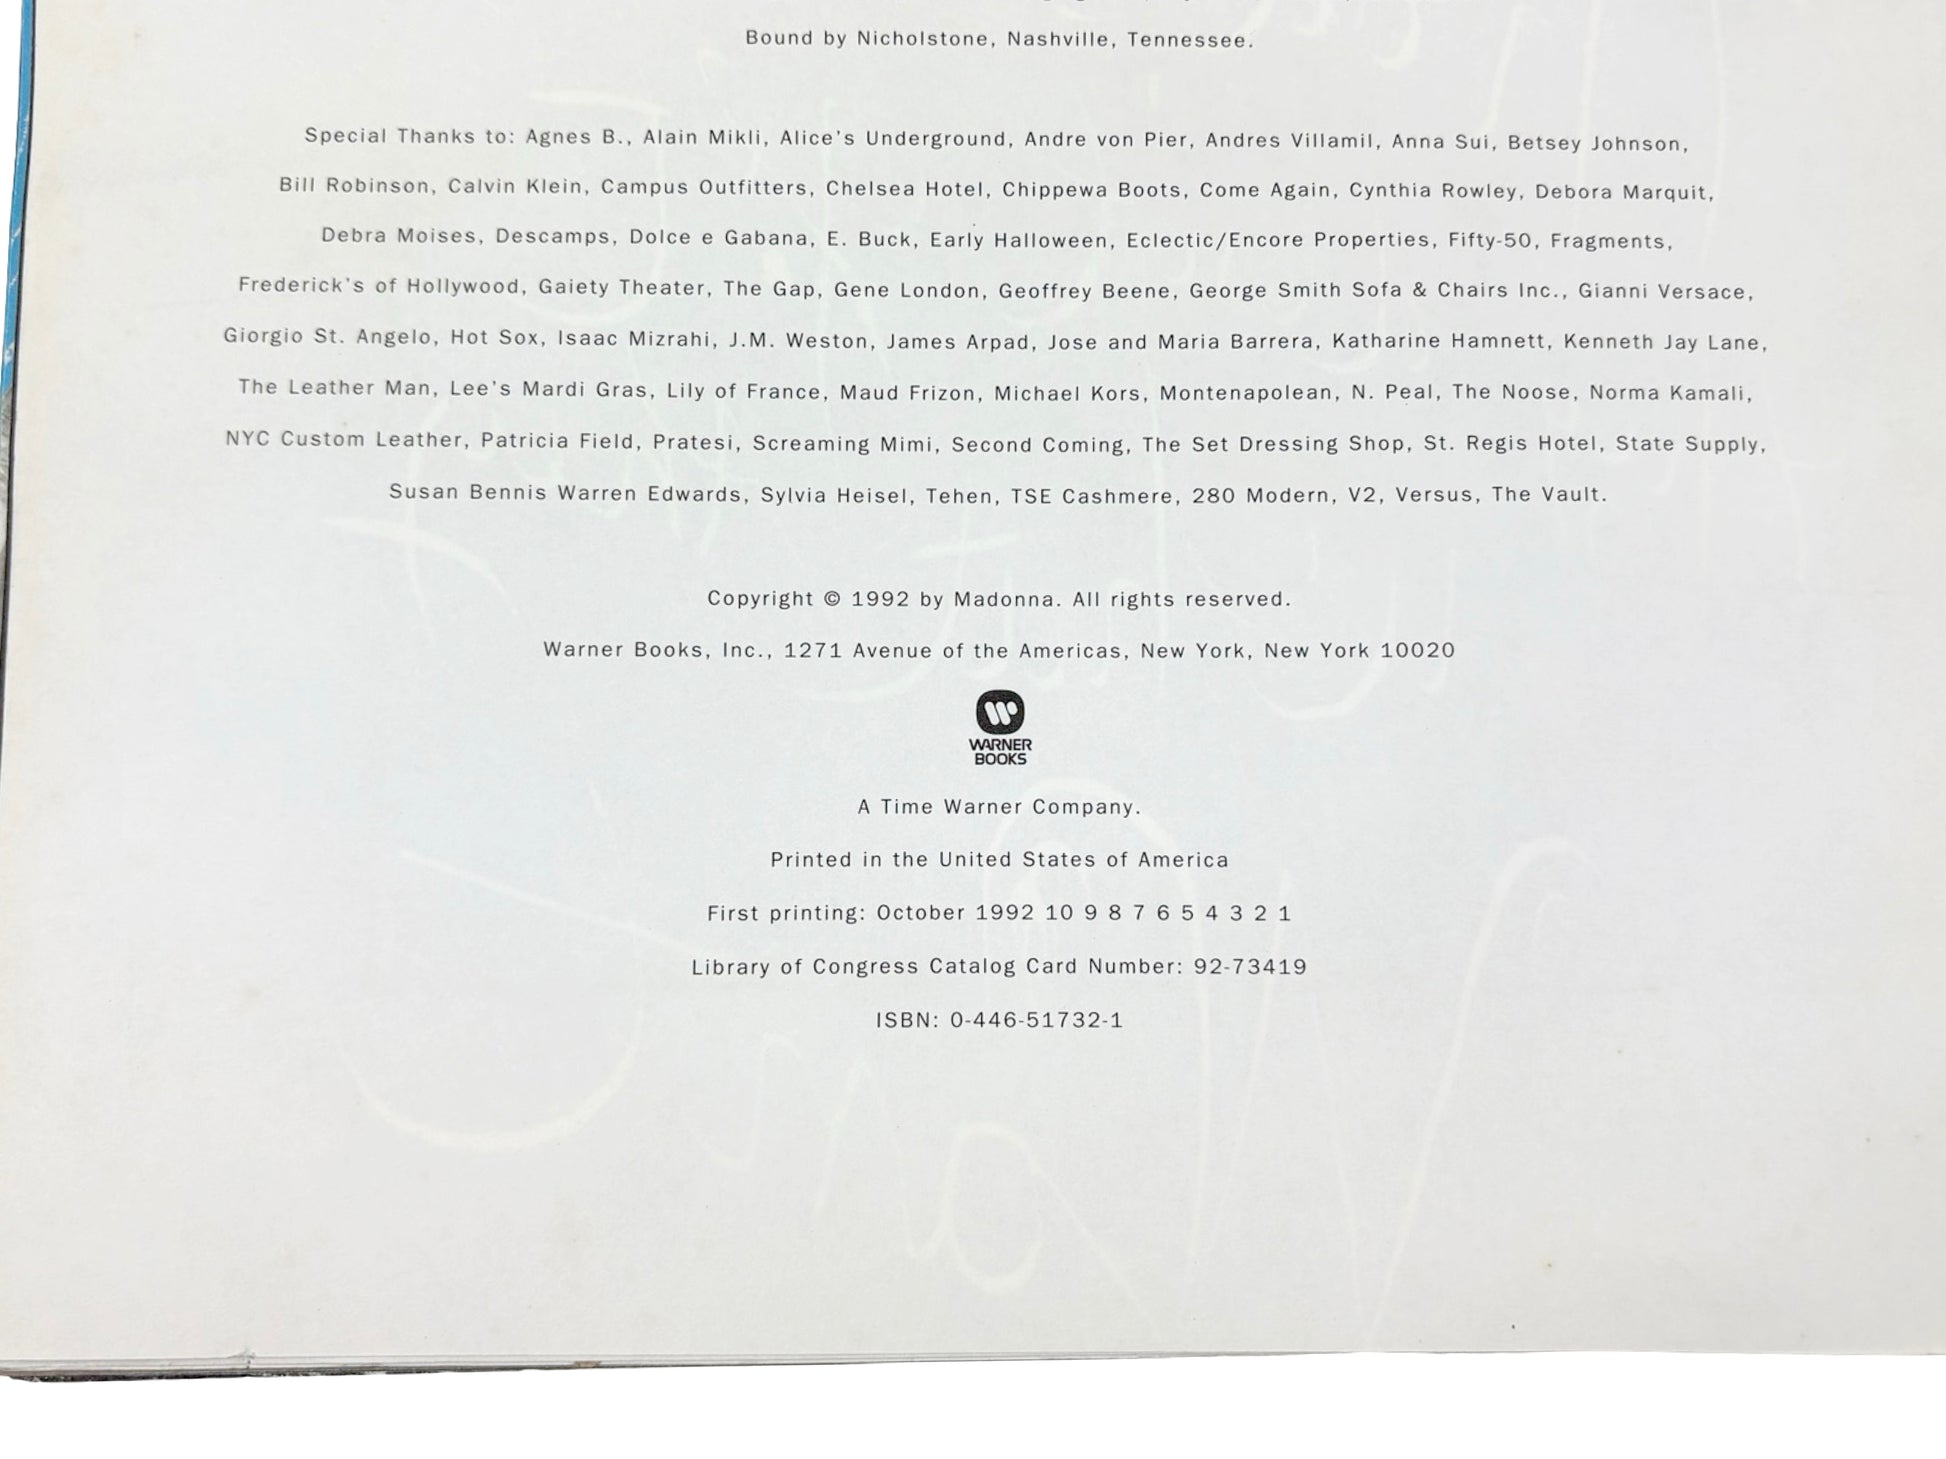 Bound by Nicholstone, Nashville, Tennessee.
Special Thanks to: Agnes B., Alain Mikli, Alice's Underground, Andre von Pier, Andres Villamil, Anna Sui, Betsey Johnson,
Bill Robinson, Calvin Klein, Campus Outfitters, Chelsea Hotel, Chippewa Boots, Come Again, Cynthia Rowley, Debora Marquit,
Debra Moises, Descamps, Dolce e Gabana, E. Buck, Early Halloween, Eclectic/Encore Properties, Fifty-50, Fragments,
Frederick's of Hollywood, Gaiety Theater, The Gap, Gene London, Geoffrey Beene, George Smith Sofa & Chairs Inc., Gianni Versace,
Giorgio St. Angelo, Hot Sox, Isaac Mizrahi, J.M. Weston, James Arpad, Jose and Maria Barrera, Katharine Hamnett, Kenneth Jay Lane,
The Leather Man, Lee's Mardi Gras, Lily of France, Maud Frizon, Michael Kors, Montenapolean, N. Peal, The Noose, Norma Kamali,
NYC Custom Leather, Patricia Field, Pratesi, Screaming Mimi, Second Coming, The Set Dressing Shop, St. Regis Hotel, State Supply,
Susan Bennis Warren Edwards, Sylvia Heisel, Tehen, TSE Cashmere, 280 Modern, V2, Versus, The Vault.
Copyright © 1992 by Madonna. All rights reserved.
Warner Books, Inc., 1271 Avenue of the Americas, New York, New York 10020
WARNER
BOOKS
A Time Warner Company.
Printed in the United States of America
First printing: October 1992 10 9 8 7 6 5 4 3 2 1
Library of Congress Catalog Card Number: 92-73419
ISBN: 0-446-51732-1